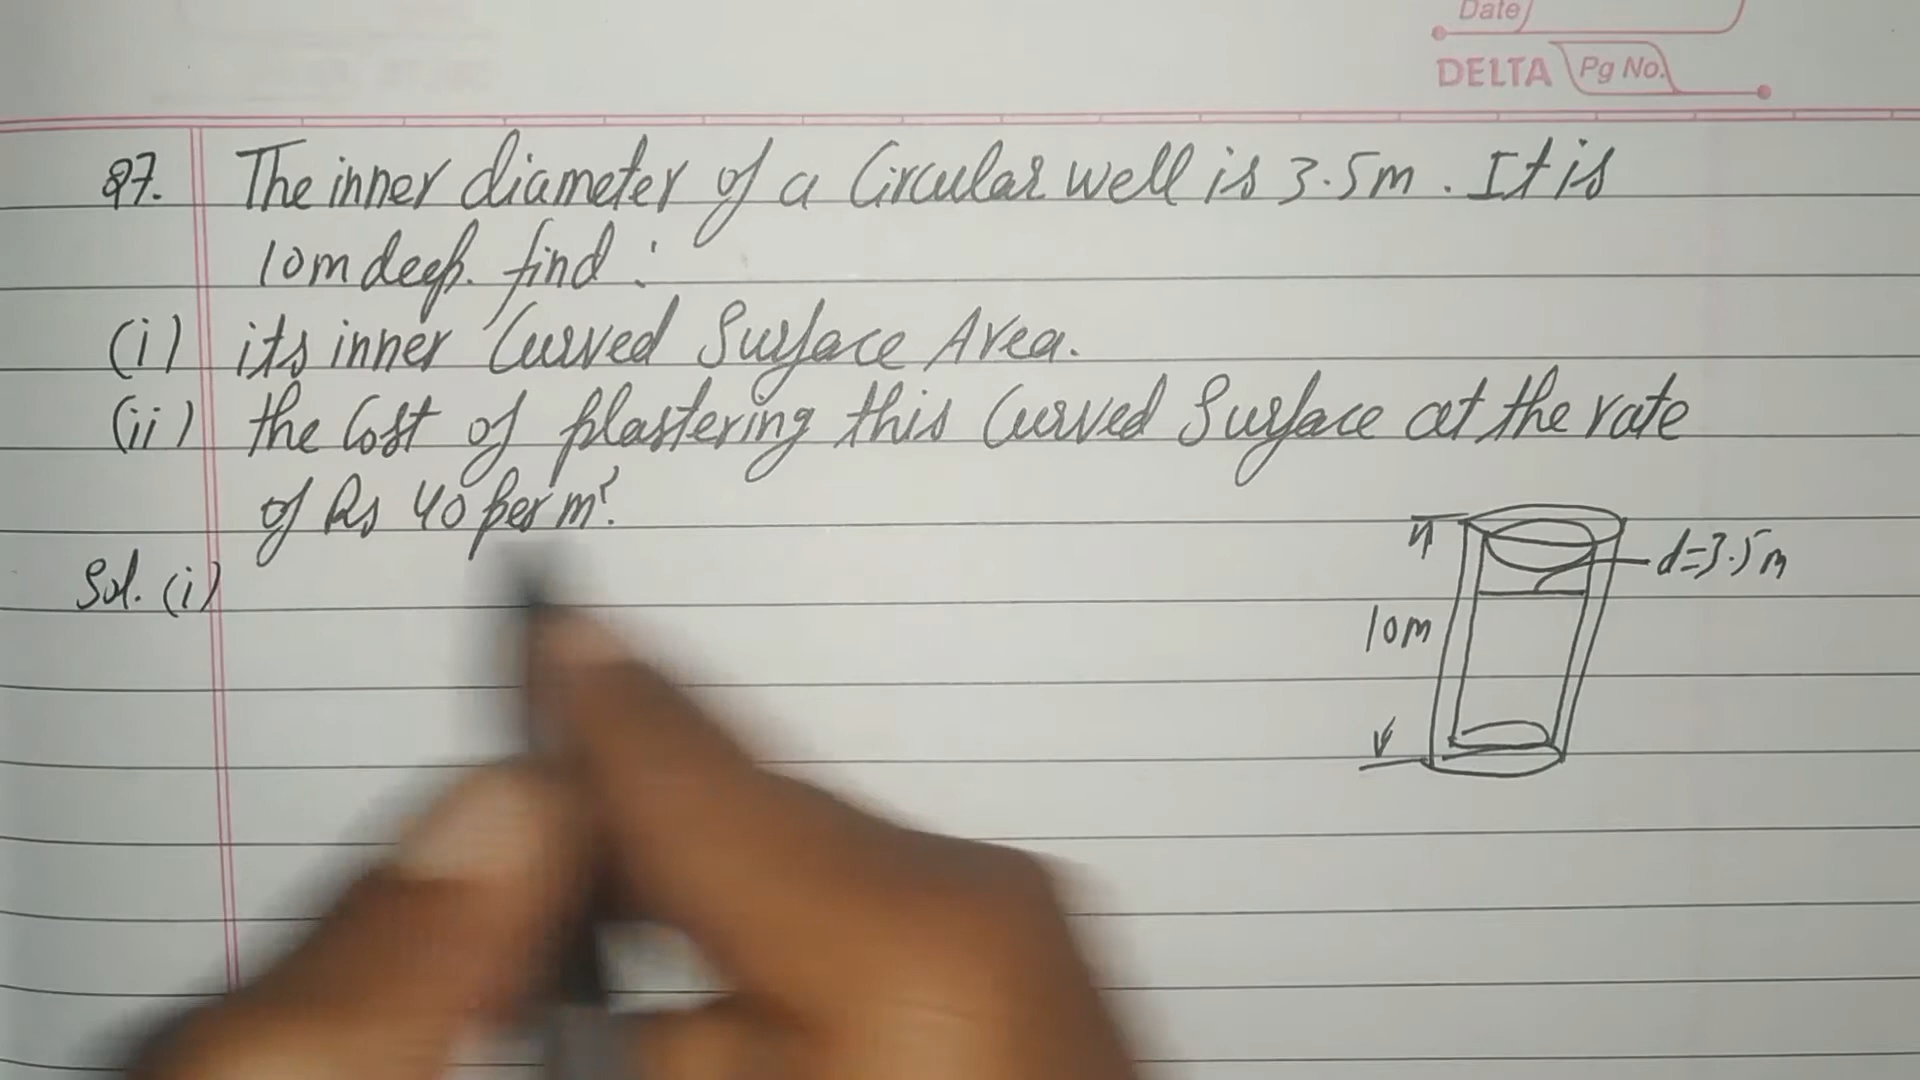 Date
DELTA Pg No.
Q7. The inner diameter of a Circular well is 3.5m. It is
10m deep. find :
(i) its inner Curved Surface Area.
(ii) the Cost of plastering this Curved Surface at the rate
of Rs 40 per m².
Sol. (i)
d=3.5m
10m